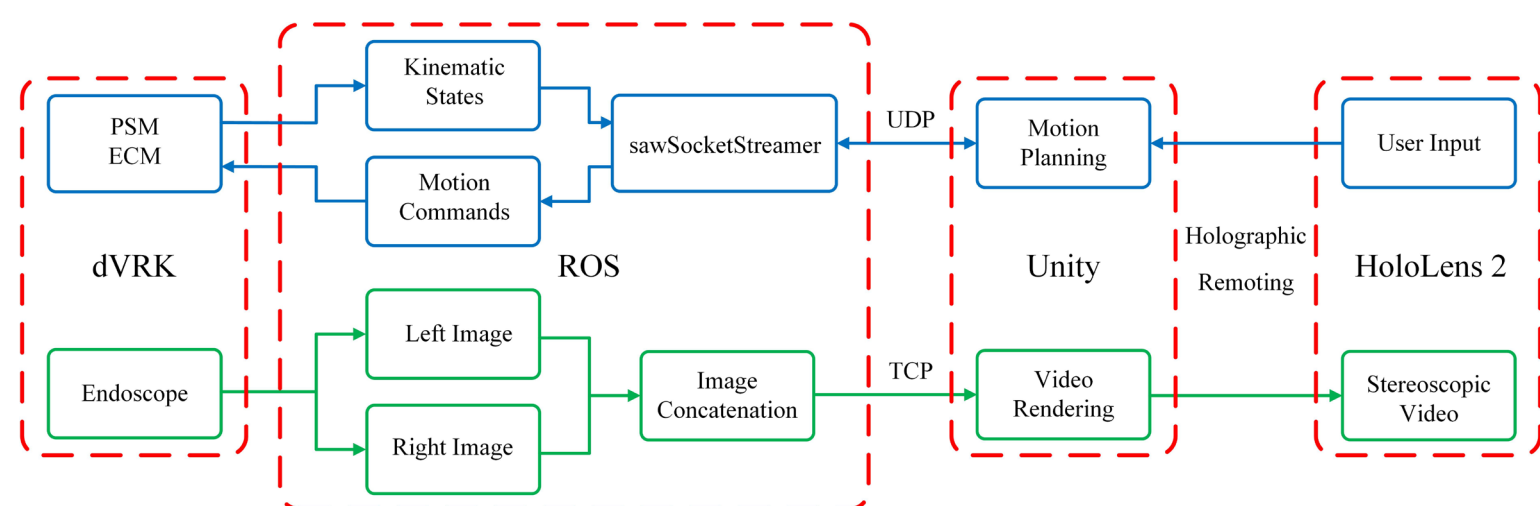 PSM
ECM
dVRK
Endoscope
Kinematic
States
Motion
Commands
sawSocketStreamer
ROS
Left Image
Right Image
Image
Concatenation
UDP
TCP
Motion
Planning
Unity
Video
Rendering
Holographic
Remoting
User Input
HoloLens 2
Stereoscopic
Video